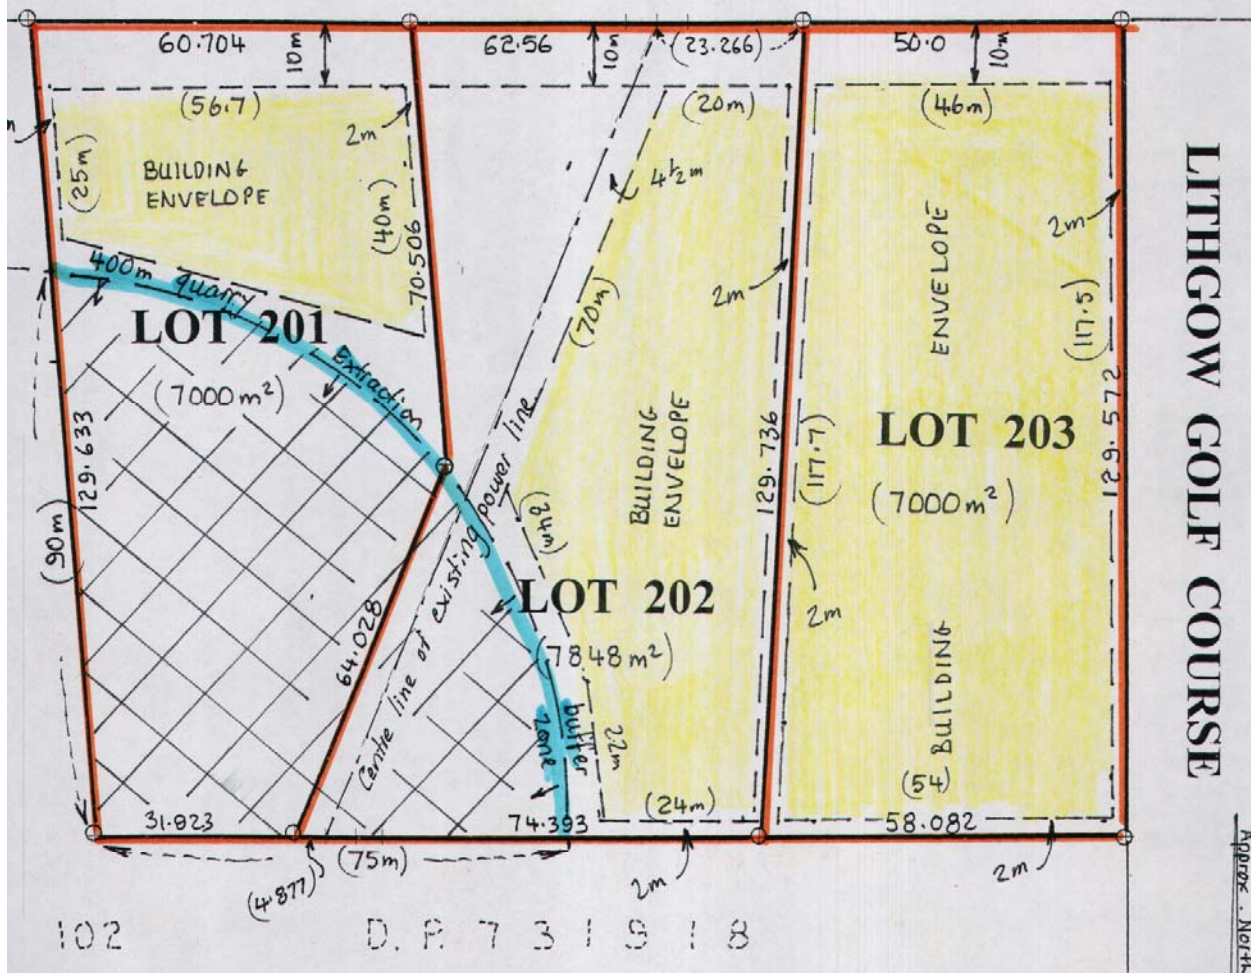 60.704
62.56
(23.266)
50.0
10m
10m
10m
(56.7)
2m
(20m)
(46m)
(25m)
BUILDING
ENVELOPE
(40m)
70.506
4½m
2m
2m
(70m)
ENVELOPE
(117.5)
400m quarry
Extraction
buffer
zone
LOT 201
(7000m²)
129.633
(90m)
64.028
Centre line of existing power line
BUILDING
ENVELOPE
129.736
(117.7)
LOT 203
(7000m²)
129.572
(24m)
LOT 202
(7848m²)
2m
BUILDING
22m
(54)
(24m)
31.823
74.393
58.082
(75m)
(4.877)
2m
2m
102
D. P. 731918
LITHGOW GOLF COURSE
Approx. North